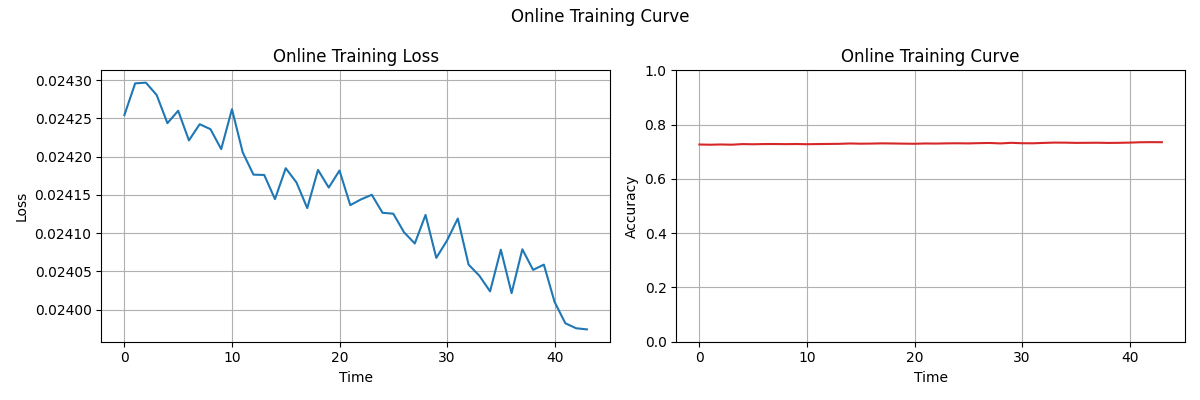 Online Training Curve
Online Training Loss
0.02430
0.02425
0.02420
0.02415
0.02410
0.02405
0.02400
Loss
0 10 20 30 40
Time
Online Training Curve
1.0
0.8
0.6
0.4
0.2
0.0
Accuracy
0 10 20 30 40
Time